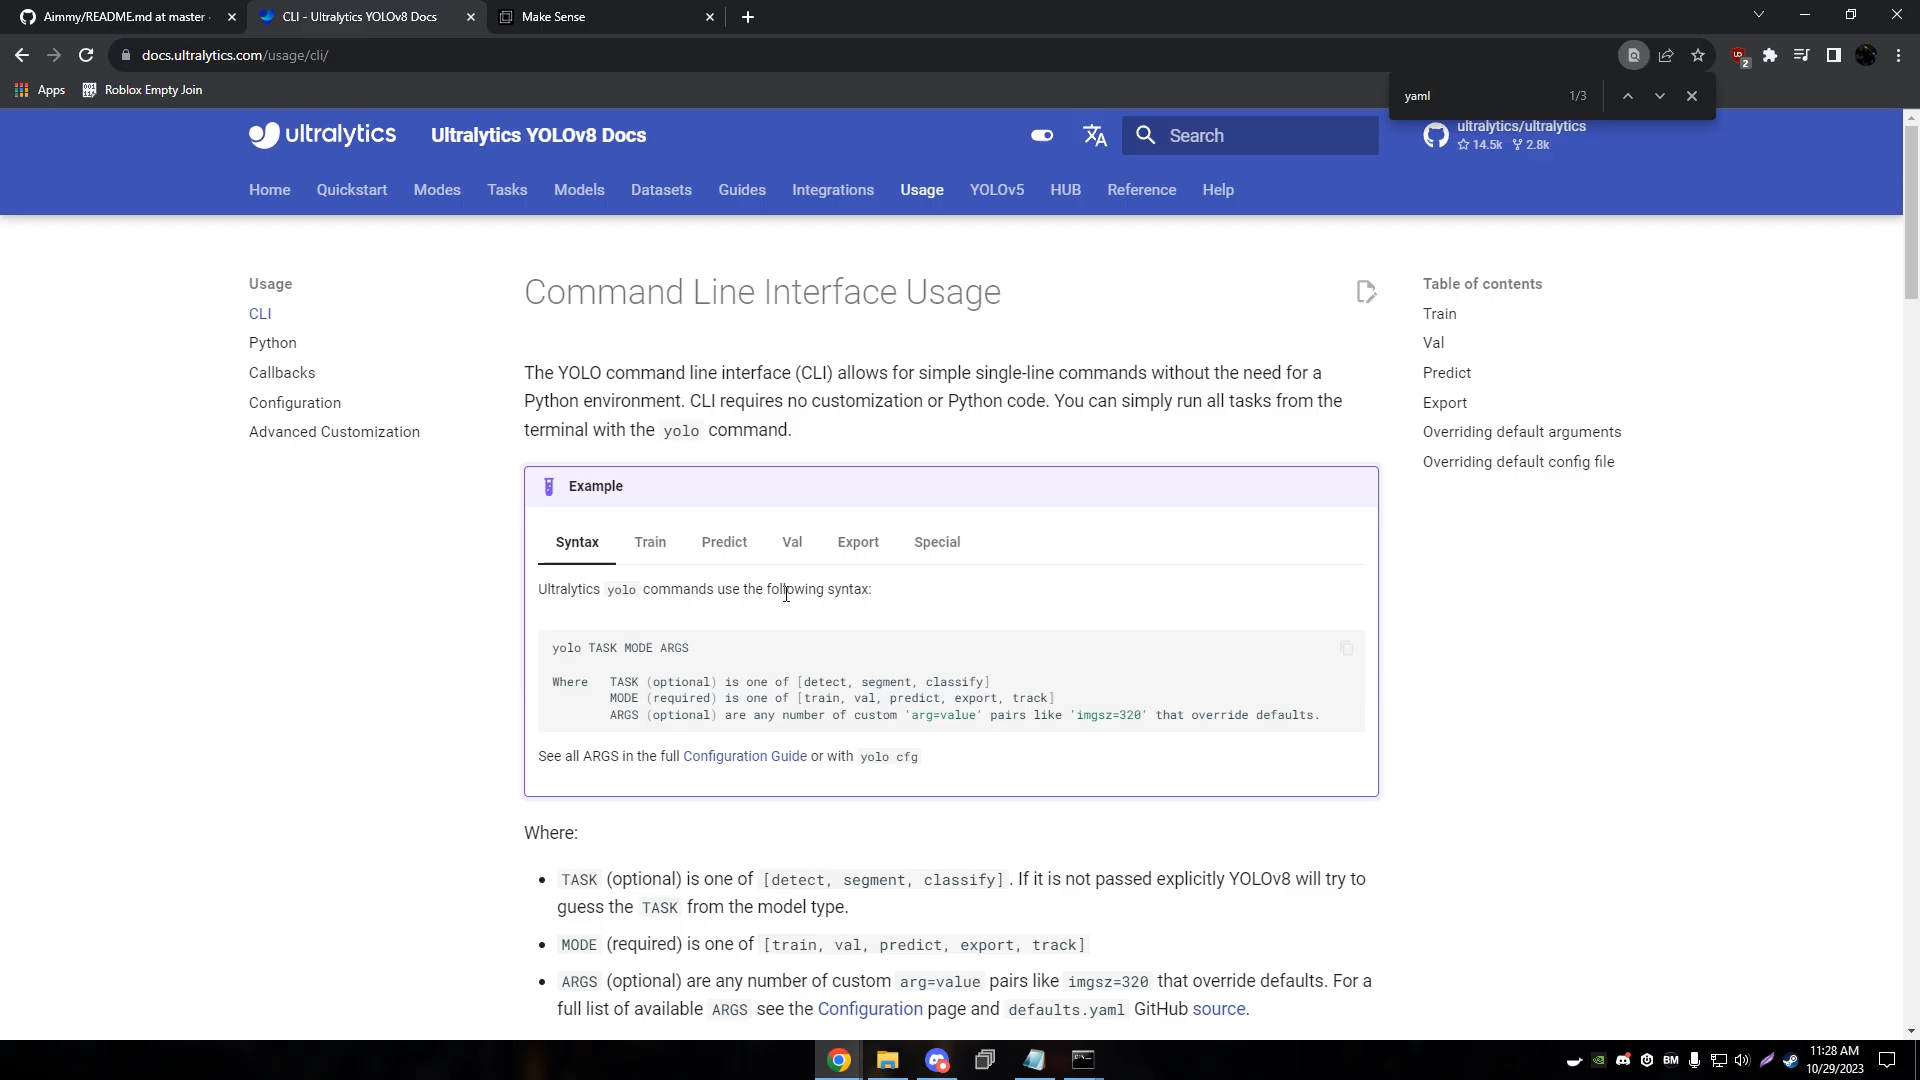 Aimmy/README.md at master
CLI - Ultralytics YOLOv8 Docs
Make Sense
docs.ultralytics.com/usage/cli/
2
Apps
Roblox Empty Join
yaml
1/3
ultralytics
Ultralytics YOLOv8 Docs
Search
ultralytics/ultralytics
14.5k 2.8k
Home
Quickstart
Modes
Tasks
Models
Datasets
Guides
Integrations
Usage
YOLOv5
HUB
Reference
Help
Usage
CLI
Python
Callbacks
Configuration
Advanced Customization
Command Line Interface Usage
The YOLO command line interface (CLI) allows for simple single-line commands without the need for a
Python environment. CLI requires no customization or Python code. You can simply run all tasks from the
terminal with the yolo command.
Example
Syntax
Train
Predict
Val
Export
Special
Ultralytics yolo commands use the following syntax:
yolo TASK MODE ARGS
Where TASK (optional) is one of [detect, segment, classify]
MODE (required) is one of [train, val, predict, export, track]
ARGS (optional) are any number of custom 'arg=value' pairs like 'imgsz=320' that override defaults.
See all ARGS in the full Configuration Guide or with yolo cfg
Where:
TASK (optional) is one of [detect, segment, classify]. If it is not passed explicitly YOLOv8 will try to
guess the TASK from the model type.
MODE (required) is one of [train, val, predict, export, track]
ARGS (optional) are any number of custom arg=value pairs like imgsz=320 that override defaults. For a
full list of available ARGS see the Configuration page and defaults.yaml GitHub source.
Table of contents
Train
Val
Predict
Export
Overriding default arguments
Overriding default config file
BM
11:28 AM
10/29/2023